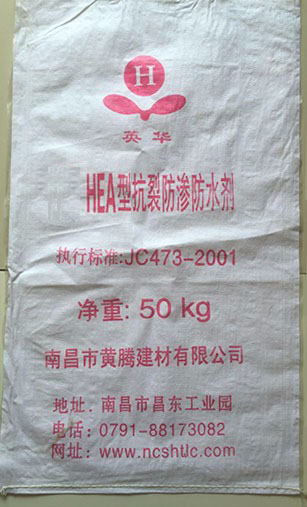 H
英华
HEA型抗裂防渗防水剂
执行标准:JC473-2001
净重: 50 kg
南昌市黄腾建材有限公司
地址: 南昌市昌东工业园
电话: 0791-88173082
网址: www.ncshtjc.com